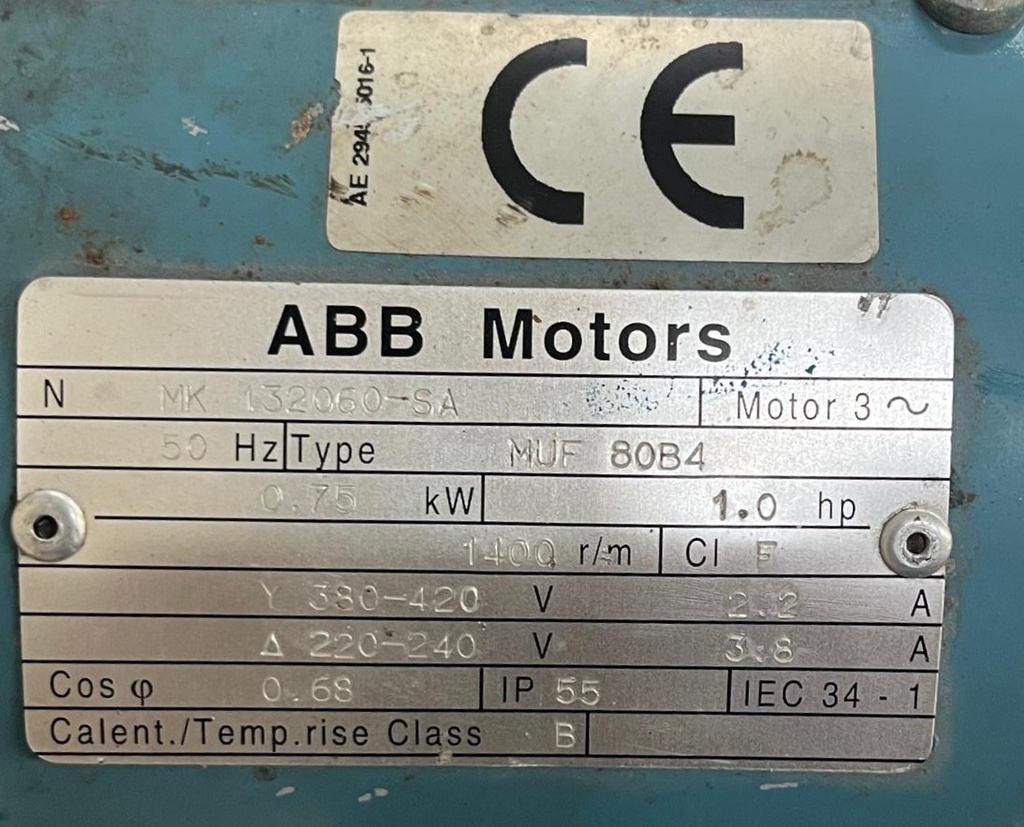 CE
AE 294
5016-1
ABB Motors
N MK 132060-SA Motor 3 ~
50 Hz Type MUF 80B4
0.75 kW 1.0 hp
1400 r/m Cl F
Y 380-420 V 2.2 A
Δ 220-240 V 3.8 A
Cos φ 0.68 IP 55 IEC 34 - 1
Calent./Temp.rise Class B